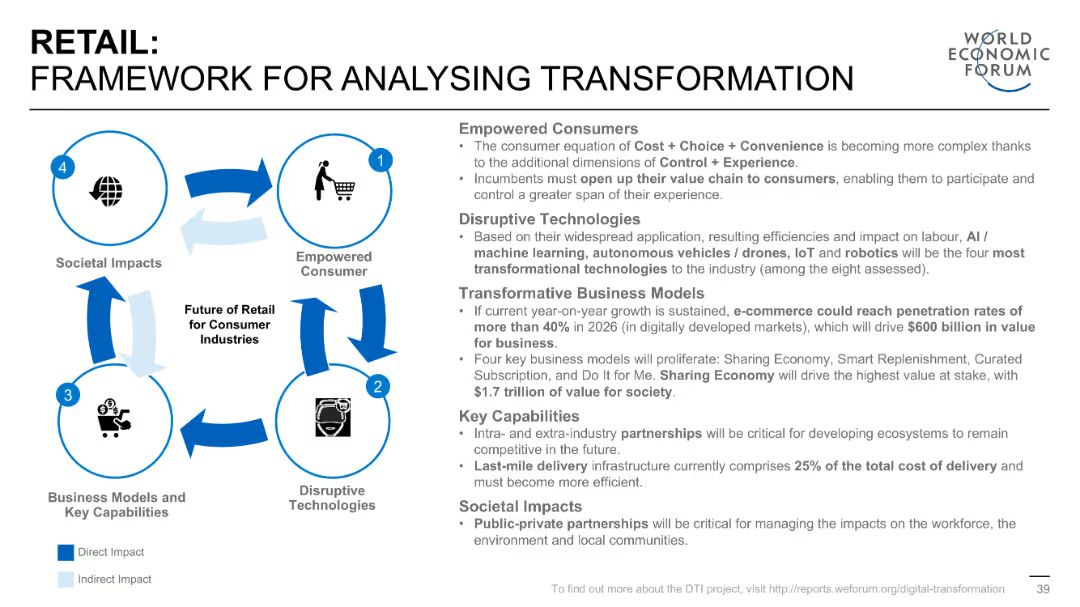 RETAIL:
FRAMEWORK FOR ANALYSING TRANSFORMATION
WORLD
ECONOMIC
FORUM
4
1
Societal Impacts
Empowered
Consumer
Future of Retail
for Consumer
Industries
3
2
Business Models and
Key Capabilities
Disruptive
Technologies
Direct Impact
Indirect Impact
Empowered Consumers
• The consumer equation of Cost + Choice + Convenience is becoming more complex thanks
to the additional dimensions of Control + Experience.
• Incumbents must open up their value chain to consumers, enabling them to participate and
control a greater span of their experience.
Disruptive Technologies
• Based on their widespread application, resulting efficiencies and impact on labour, AI /
machine learning, autonomous vehicles / drones, IoT and robotics will be the four most
transformational technologies to the industry (among the eight assessed).
Transformative Business Models
• If current year-on-year growth is sustained, e-commerce could reach penetration rates of
more than 40% in 2026 (in digitally developed markets), which will drive $600 billion in value
for business.
• Four key business models will proliferate: Sharing Economy, Smart Replenishment, Curated
Subscription, and Do It for Me. Sharing Economy will drive the highest value at stake, with
$1.7 trillion of value for society.
Key Capabilities
• Intra- and extra-industry partnerships will be critical for developing ecosystems to remain
competitive in the future.
• Last-mile delivery infrastructure currently comprises 25% of the total cost of delivery and
must become more efficient.
Societal Impacts
• Public-private partnerships will be critical for managing the impacts on the workforce, the
environment and local communities.
To find out more about the DTI project, visit http://reports.weforum.org/digital-transformation
39